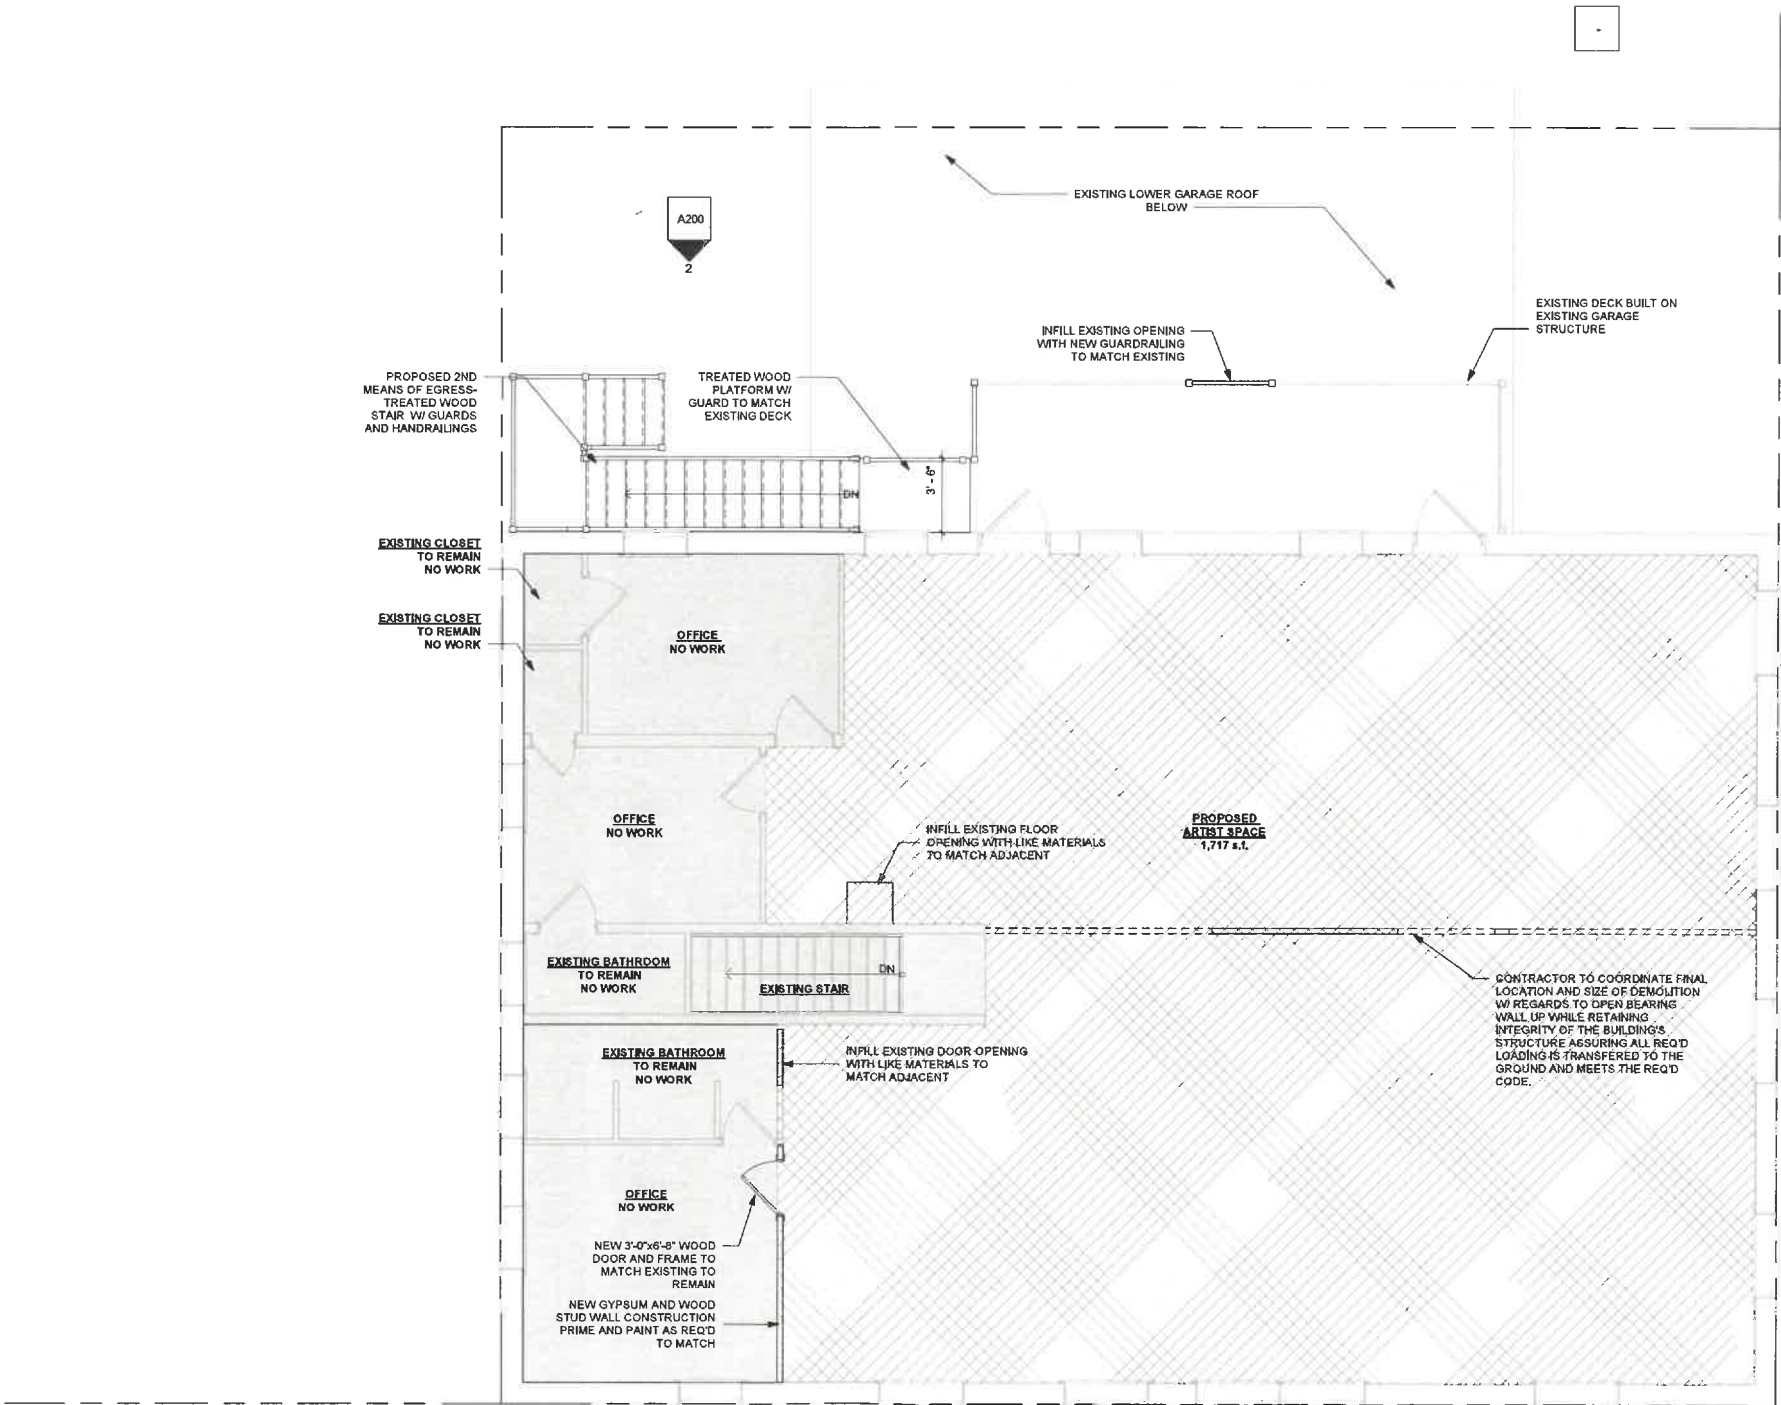 A200
2
EXISTING LOWER GARAGE ROOF
BELOW
EXISTING DECK BUILT ON
EXISTING GARAGE
STRUCTURE
INFILL EXISTING OPENING
WITH NEW GUARDRAILING
TO MATCH EXISTING
PROPOSED 2ND
MEANS OF EGRESS-
TREATED WOOD
STAIR W/ GUARDS
AND HANDRAILINGS
TREATED WOOD
PLATFORM W/
GUARD TO MATCH
EXISTING DECK
3' - 6"
DN
EXISTING CLOSET
TO REMAIN
NO WORK
EXISTING CLOSET
TO REMAIN
NO WORK
OFFICE
NO WORK
OFFICE
NO WORK
INFILL EXISTING FLOOR
OPENING WITH LIKE MATERIALS
TO MATCH ADJACENT
PROPOSED
ARTIST SPACE
1,717 s.f.
EXISTING BATHROOM
TO REMAIN
NO WORK
DN
EXISTING STAIR
CONTRACTOR TO COORDINATE FINAL
LOCATION AND SIZE OF DEMOLITION
W/ REGARDS TO OPEN BEARING
WALL UP WHILE RETAINING
INTEGRITY OF THE BUILDING'S
STRUCTURE ASSURING ALL REQ'D
LOADING IS TRANSFERED TO THE
GROUND AND MEETS THE REQ'D
CODE.
EXISTING BATHROOM
TO REMAIN
NO WORK
INFILL EXISTING DOOR OPENING
WITH LIKE MATERIALS TO
MATCH ADJACENT
OFFICE
NO WORK
NEW 3'-0"x6'-8" WOOD
DOOR AND FRAME TO
MATCH EXISTING TO
REMAIN
NEW GYPSUM AND WOOD
STUD WALL CONSTRUCTION
PRIME AND PAINT AS REQ'D
TO MATCH